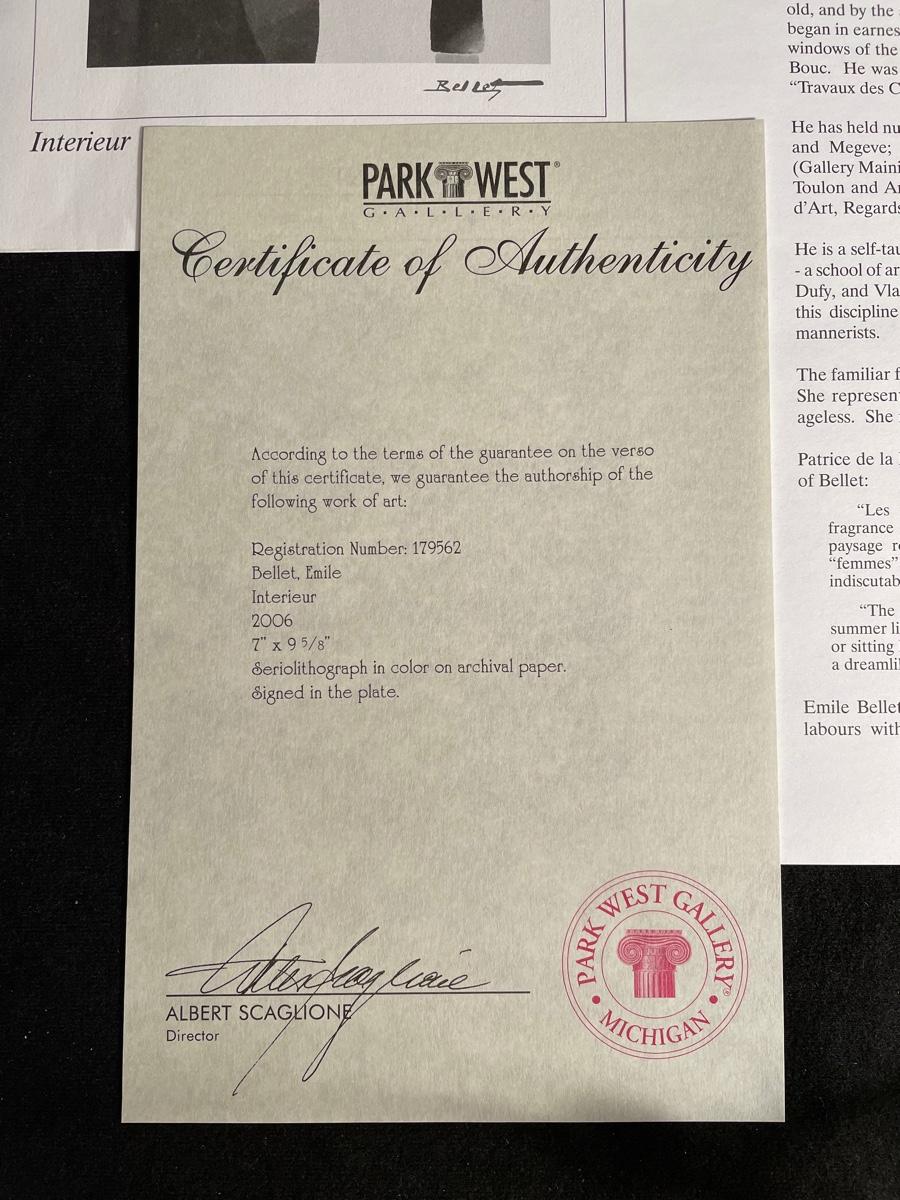 Bellet
Interieur
PARK WEST®
G·A·L·L·E·R·Y
Certificate of Authenticity
According to the terms of the guarantee on the verso
of this certificate, we guarantee the authorship of the
following work of art:
Registration Number: 179562
Bellet, Emile
Interieur
2006
7" x 9 5/8"
Seriolithograph in color on archival paper.
Signed in the plate.
Albert Scaglione
ALBERT SCAGLIONE
Director
PARK WEST GALLERY®
• MICHIGAN •
old, and by the
began in earnes
windows of the
Bouc. He was
“Travaux des C
He has held nu
and Megeve;
(Gallery Maini
Toulon and Ar
d’Art, Regards
He is a self-tau
- a school of ar
Dufy, and Vla
this discipline
mannerists.
The familiar f
She represen
ageless. She
Patrice de la
of Bellet:
“Les
fragrance
paysage r
“femmes”
indiscutab
“The
summer li
or sitting
a dreamli
Emile Bellet
labours with